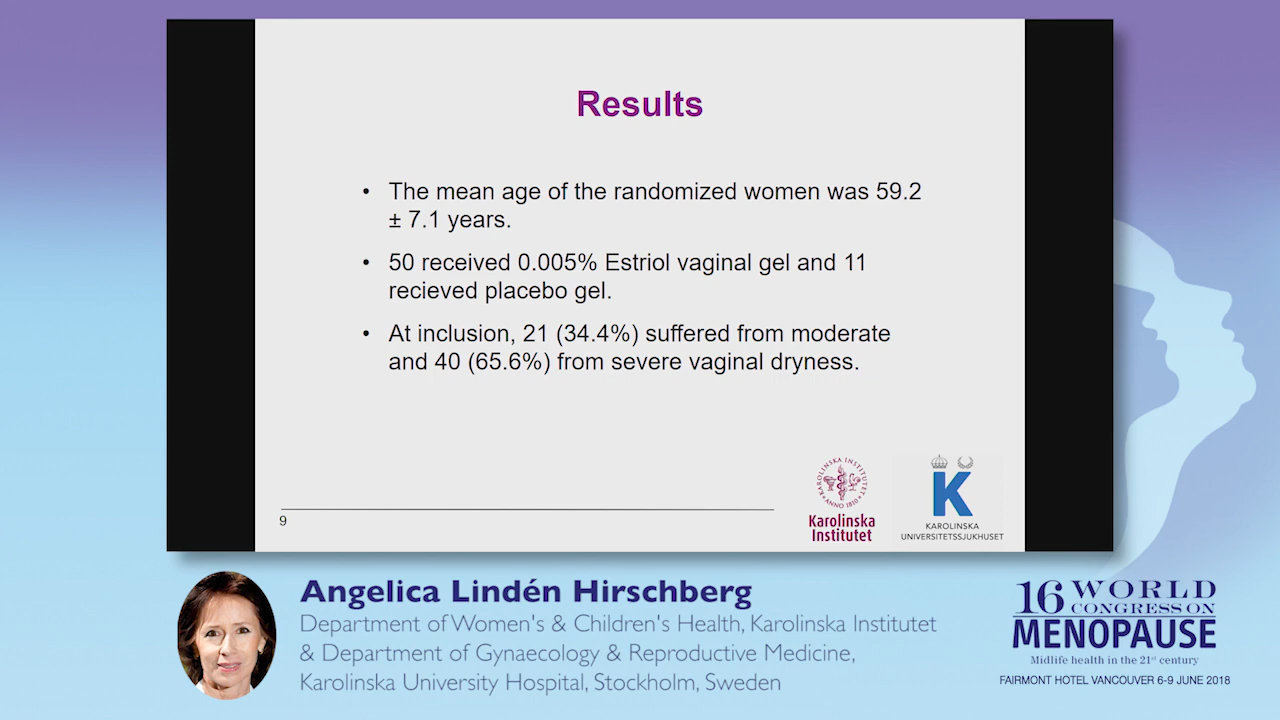 Results
• The mean age of the randomized women was 59.2
± 7.1 years.
• 50 received 0.005% Estriol vaginal gel and 11
recieved placebo gel.
• At inclusion, 21 (34.4%) suffered from moderate
and 40 (65.6%) from severe vaginal dryness.
9
KAROLINSKA INSTITUTET
ANNO 1810
Karolinska
Institutet
K
KAROLINSKA
UNIVERSITETSSJUKHUSET
Angelica Lindén Hirschberg
Department of Women's & Children's Health, Karolinska Institutet
& Department of Gynaecology & Reproductive Medicine,
Karolinska University Hospital, Stockholm, Sweden
16 WORLD
CONGRESS ON
MENOPAUSE
Midlife health in the 21st century
FAIRMONT HOTEL VANCOUVER 6-9 JUNE 2018